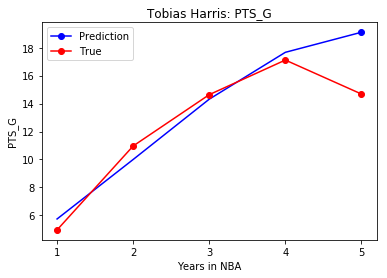 Tobias Harris: PTS_G
Prediction
True
PTS_G
18
16
14
12
10
8
6
1 2 3 4 5
Years in NBA